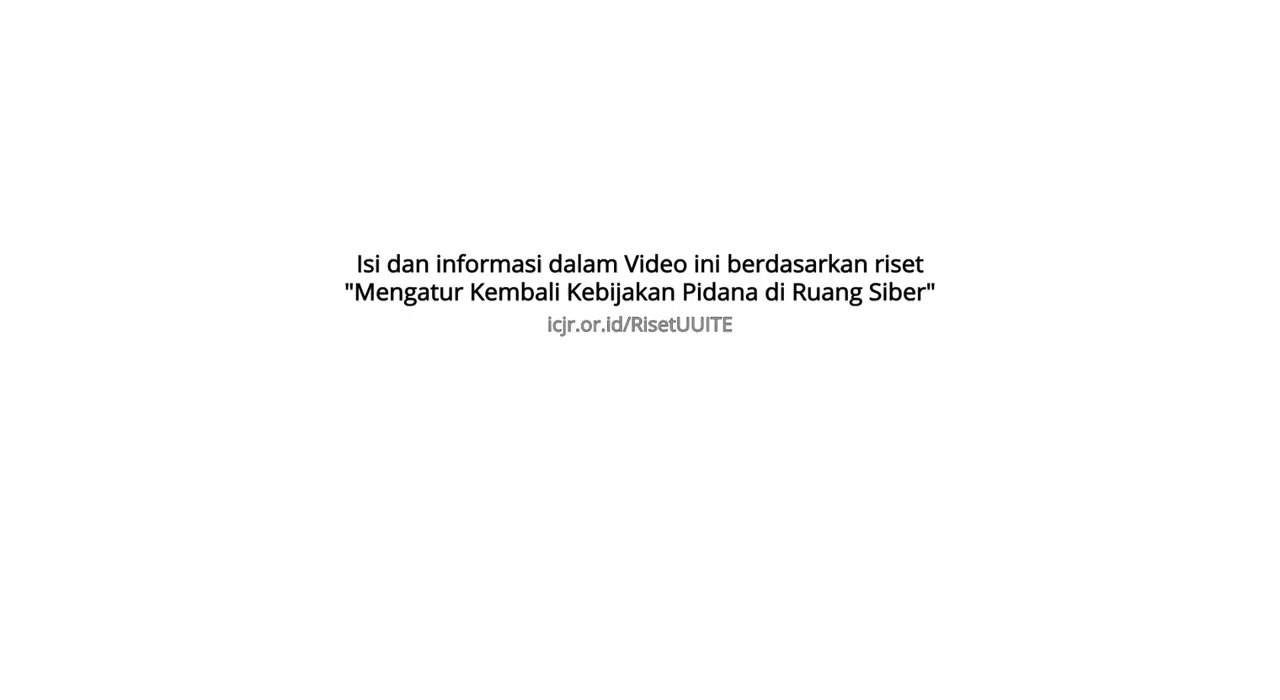 Isi dan informasi dalam Video ini berdasarkan riset
"Mengatur Kembali Kebijakan Pidana di Ruang Siber"
icjr.or.id/RisetUUITE